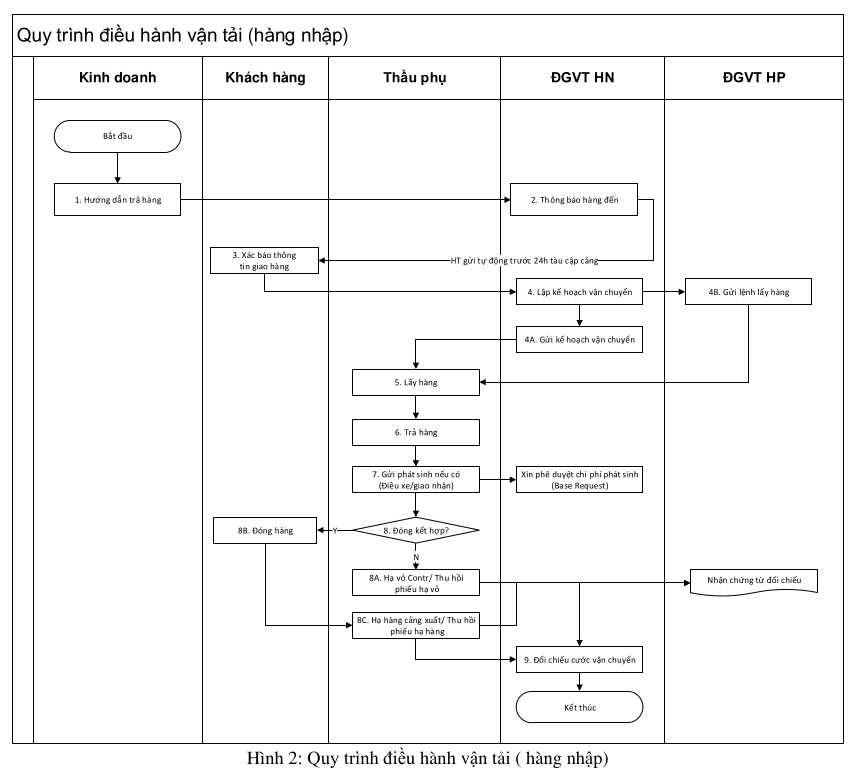 Quy trình điều hành vận tải (hàng nhập)
Kinh doanh
Khách hàng
Thầu phụ
ĐGVT HN
ĐGVT HP
Bắt đầu
1. Hướng dẫn trả hàng
2. Thông báo hàng đến
3. Xác báo thông
tin giao hàng
HT gửi tự động trước 24h tàu cập cảng
4. Lập kế hoạch vận chuyển
4B. Gửi lệnh lấy hàng
4A. Gửi kế hoạch vận chuyển
5. Lấy hàng
6. Trả hàng
7. Gửi phát sinh nếu có
(Điều xe/giao nhận)
Xin phê duyệt chi phí phát sinh
(Base Request)
8B. Đóng hàng
Y
8. Đóng kết hợp?
N
8A. Hạ vỏ Contr/ Thu hồi
phiếu hạ vỏ
Nhận chứng từ đối chiếu
8C. Hạ hàng cảng xuất/ Thu hồi
phiếu hạ hàng
9. Đối chiếu cước vận chuyển
Kết thúc
Hình 2: Quy trình điều hành vận tải ( hàng nhập)